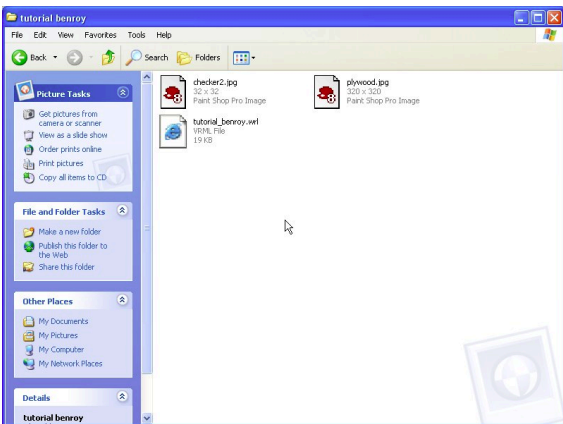 tutorial benroy
File Edit View Favorites Tools Help
Back Search Folders
Picture Tasks
Get pictures from
camera or scanner
View as a slide show
Order prints online
Print pictures
Copy all items to CD
File and Folder Tasks
Make a new folder
Publish this folder to
the Web
Share this folder
Other Places
My Documents
My Pictures
My Computer
My Network Places
Details
tutorial benroy
checker2.jpg
32 x 32
Paint Shop Pro Image
plywood.jpg
320 x 320
Paint Shop Pro Image
tutorial_benroy.wrl
VRML File
19 KB